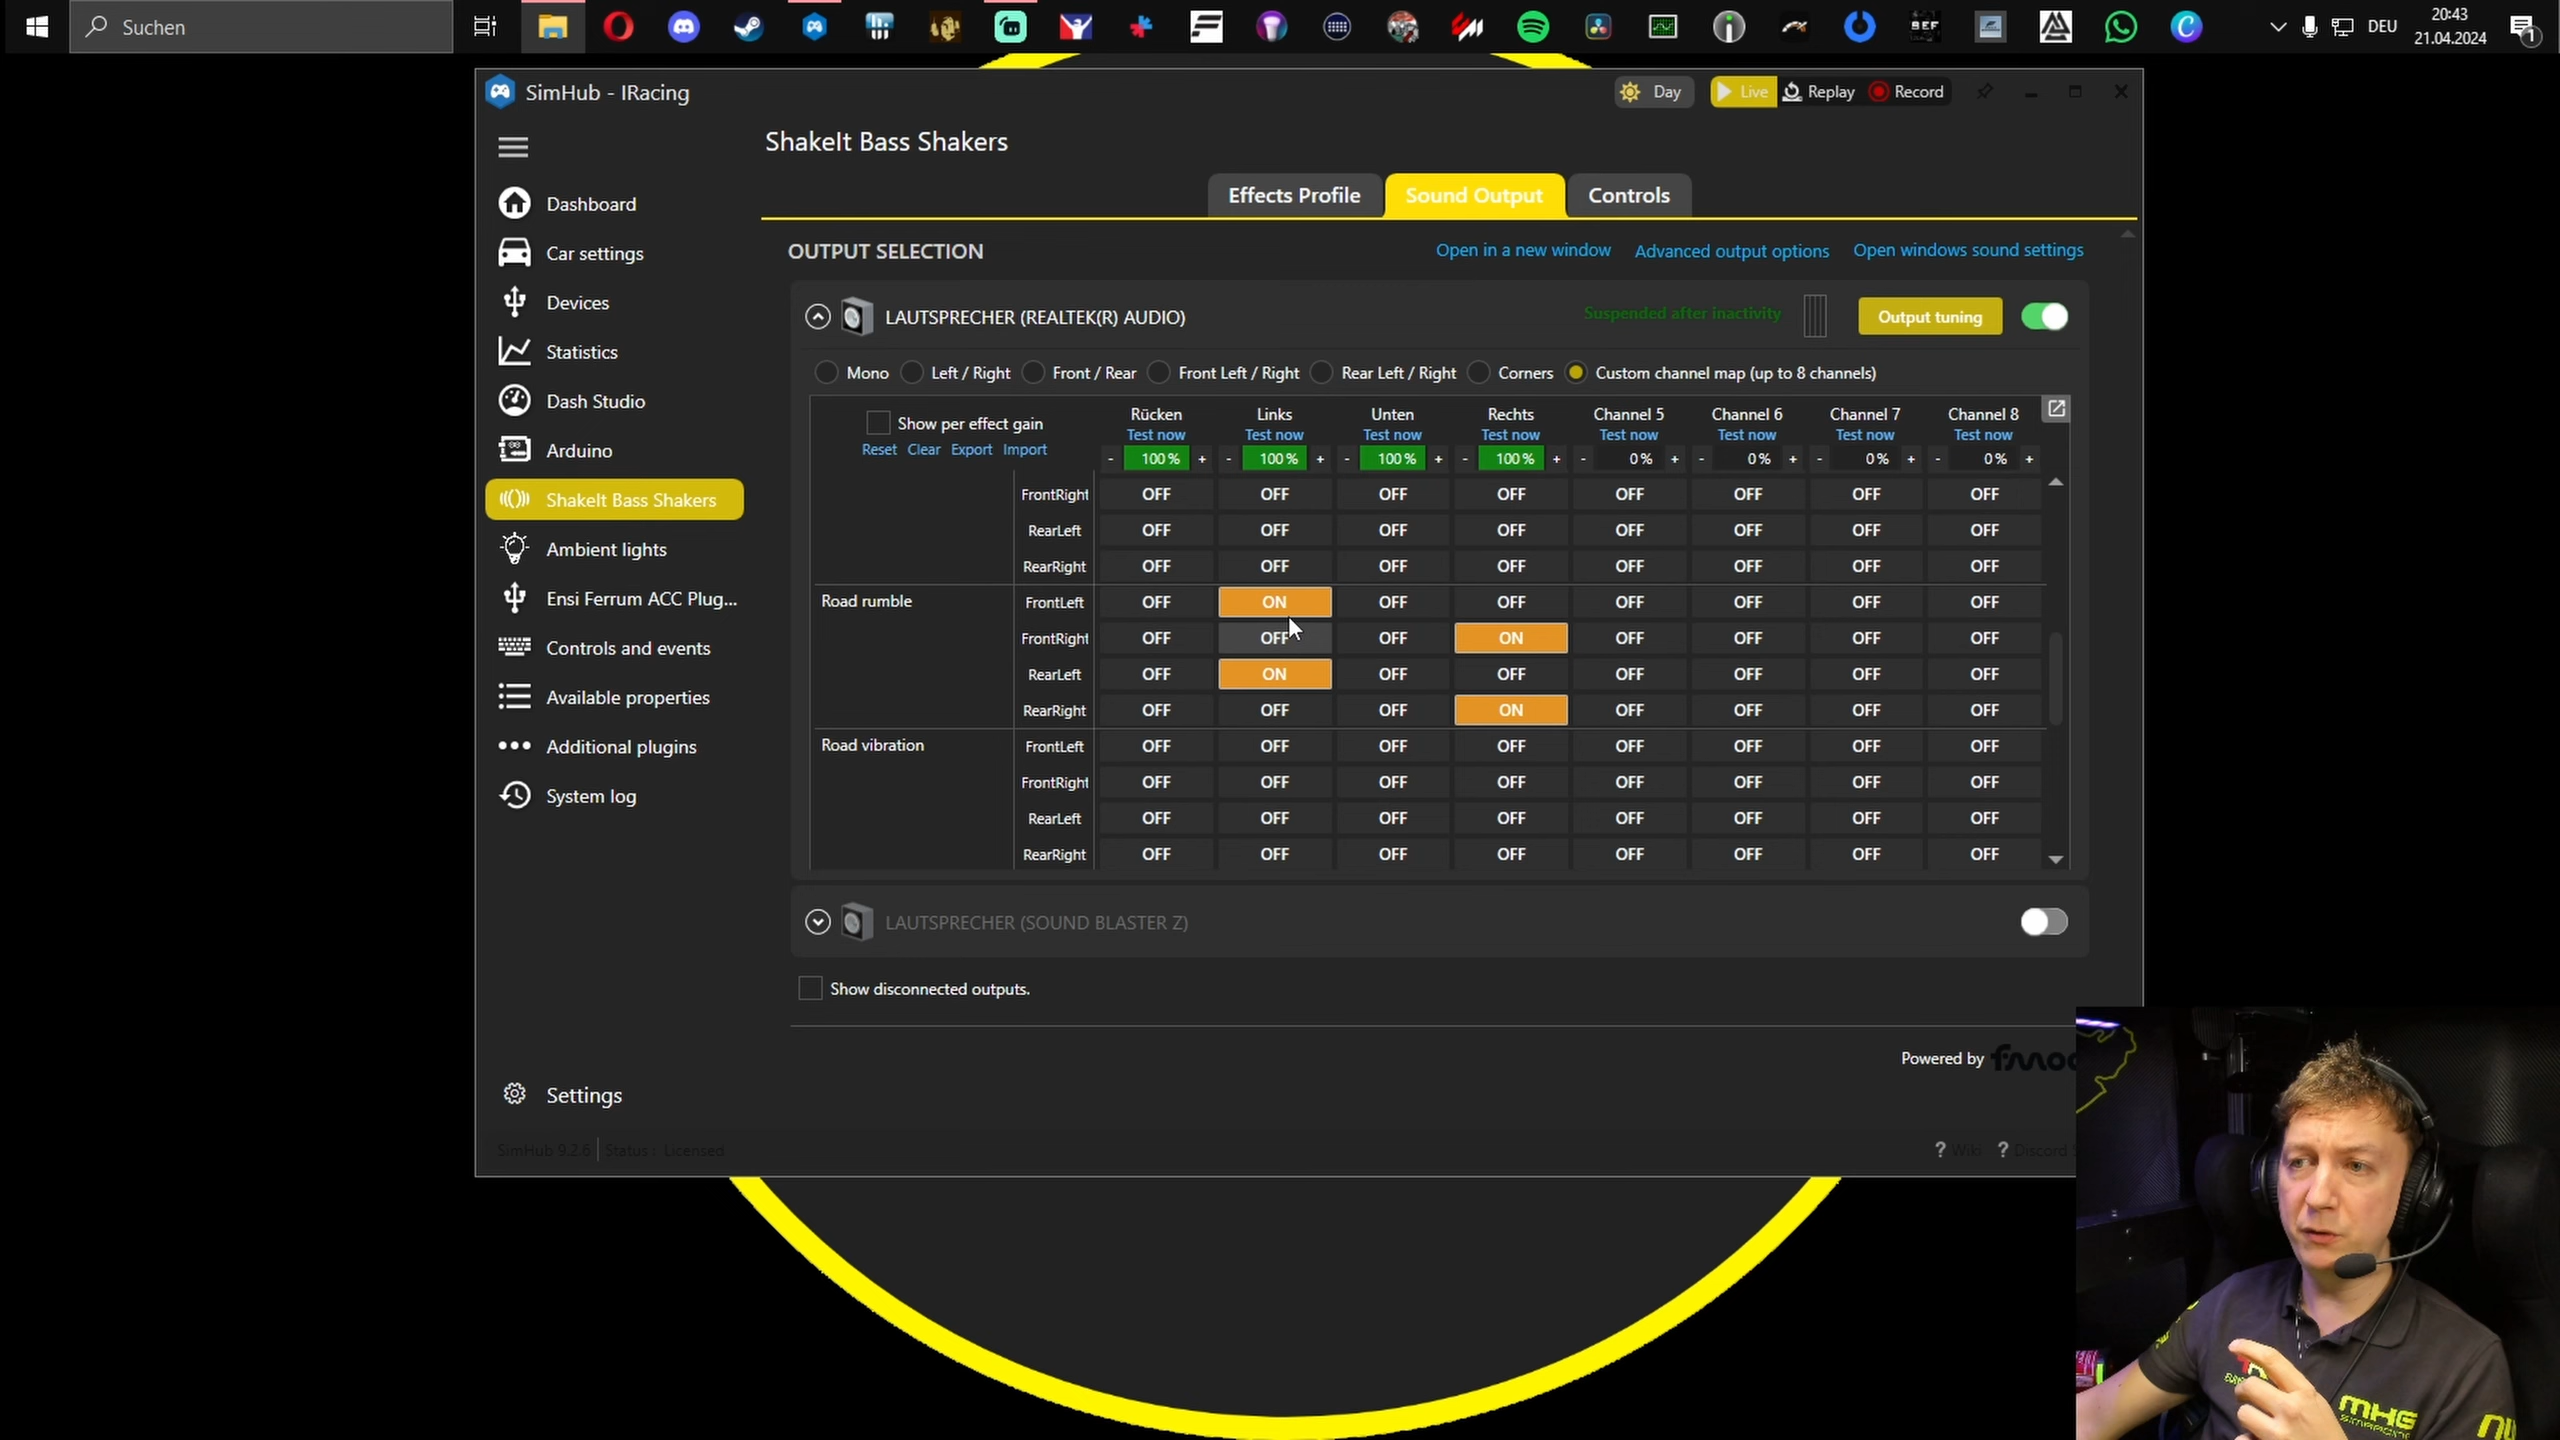 Suchen
DEU
20:43
21.04.2024
1
SimHub - IRacing
Day
Live
Replay
Record
ShakeIt Bass Shakers
Effects Profile
Sound Output
Controls
Dashboard
Car settings
Devices
Statistics
Dash Studio
Arduino
ShakeIt Bass Shakers
Ambient lights
Ensi Ferrum ACC Plug...
Controls and events
Available properties
Additional plugins
System log
Settings
SimHub 9.2.6 Status : Licensed
OUTPUT SELECTION
Open in a new window Advanced output options Open windows sound settings
LAUTSPRECHER (REALTEK(R) AUDIO)
Suspended after inactivity
Output tuning
Mono Left / Right Front / Rear Front Left / Right Rear Left / Right Corners Custom channel map (up to 8 channels)
Show per effect gain
Reset Clear Export Import
Rücken Links Unten Rechts Channel 5 Channel 6 Channel 7 Channel 8
Test now Test now Test now Test now Test now Test now Test now Test now
- 100 % + - 100 % + - 100 % + - 100 % + - 0 % + - 0 % + - 0 % + - 0 % +
FrontRight OFF OFF OFF OFF OFF OFF OFF OFF
RearLeft OFF OFF OFF OFF OFF OFF OFF OFF
RearRight OFF OFF OFF OFF OFF OFF OFF OFF
Road rumble FrontLeft OFF ON OFF OFF OFF OFF OFF OFF
FrontRight OFF OFF OFF ON OFF OFF OFF OFF
RearLeft OFF ON OFF OFF OFF OFF OFF OFF
RearRight OFF OFF OFF ON OFF OFF OFF OFF
Road vibration FrontLeft OFF OFF OFF OFF OFF OFF OFF OFF
FrontRight OFF OFF OFF OFF OFF OFF OFF OFF
RearLeft OFF OFF OFF OFF OFF OFF OFF OFF
RearRight OFF OFF OFF OFF OFF OFF OFF OFF
LAUTSPRECHER (SOUND BLASTER Z)
Show disconnected outputs.
Powered by fmod
? Wiki ? Discord
MHG